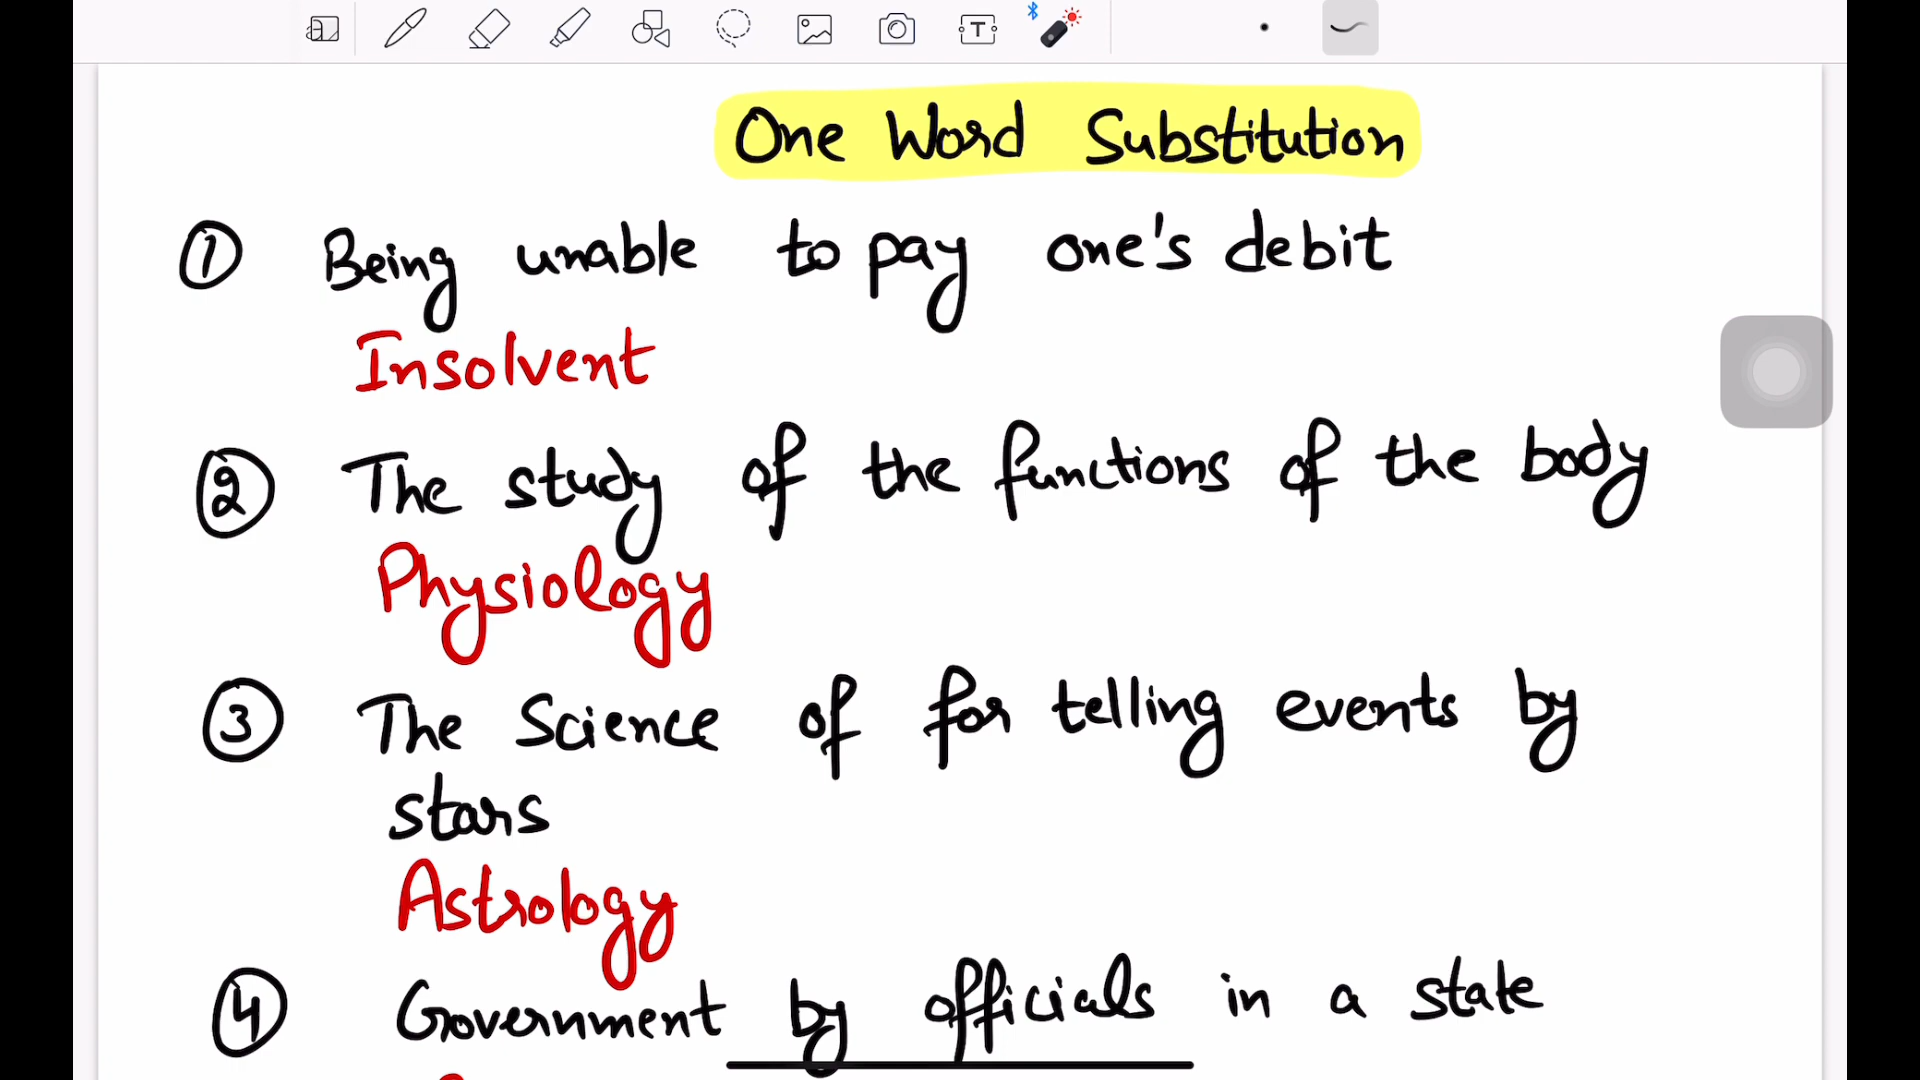 One Word Substitution
① Being unable to pay one's debit
Insolvent
② The study of the functions of the body
Physiology
③ The Science of for telling events by
stars
Astrology
④ Government by officials in a state